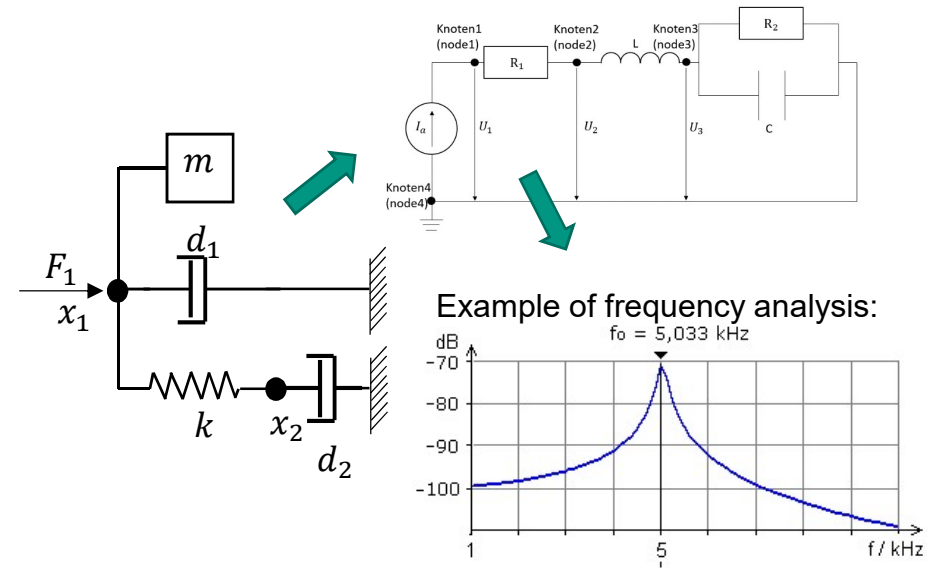 Knoten1
(node1)
R₁
Knoten2
(node2)
L
Knoten3
(node3)
R₂
C
Iₐ
U₁
U₂
U₃
Knoten4
(node4)
m
d₁
F₁
x₁
k
x₂
d₂
Example of frequency analysis:
fo = 5,033 kHz
dB
-70
-80
-90
-100
1
5
f / kHz